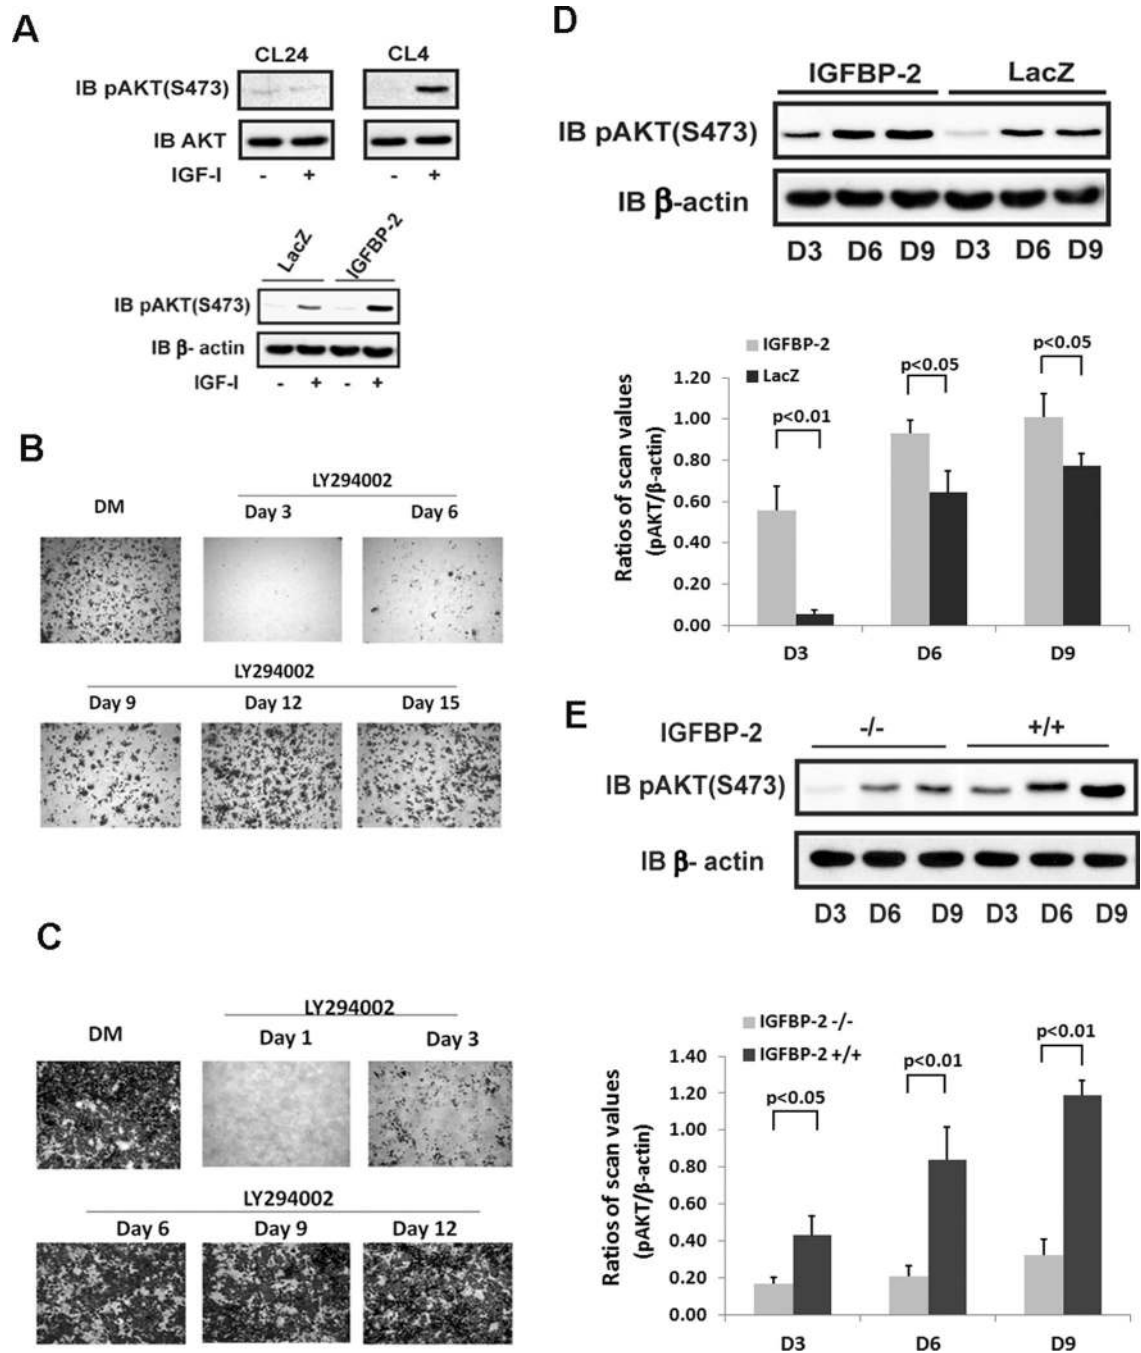 A
CL24 CL4
IB pAKT(S473)
IB AKT
IGF-I - + - +
LacZ IGFBP-2
IB pAKT(S473)
IB β- actin
IGF-I - + - +
B
LY294002
DM Day 3 Day 6
LY294002
Day 9 Day 12 Day 15
C
LY294002
DM Day 1 Day 3
LY294002
Day 6 Day 9 Day 12
D
IGFBP-2 LacZ
IB pAKT(S473)
IB β-actin
D3 D6 D9 D3 D6 D9
IGFBP-2
LacZ
p<0.01 p<0.05 p<0.05
Ratios of scan values
(pAKT/β-actin)
1.20
1.00
0.80
0.60
0.40
0.20
0.00
D3 D6 D9
E
IGFBP-2 -/- +/+
IB pAKT(S473)
IB β- actin
D3 D6 D9 D3 D6 D9
IGFBP-2 -/-
IGFBP-2 +/+
p<0.05 p<0.01 p<0.01
Ratios of scan values
(pAKT/β-actin)
1.40
1.20
1.00
0.80
0.60
0.40
0.20
0.00
D3 D6 D9